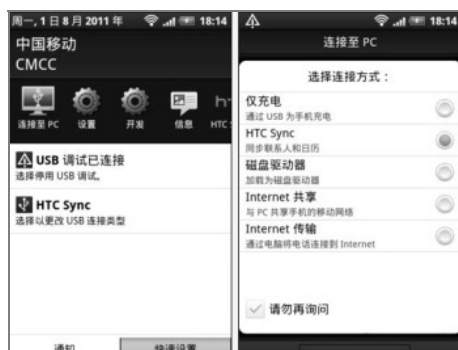 周一, 1 日 8 月 2011 年
18:14
中国移动
CMCC
连接至 PC
设置
开发
信息
HTC
USB 调试已连接
选择停用 USB 调试。
HTC Sync
选择以更改 USB 连接类型
通知
快速设置
18:14
连接至 PC
选择连接方式：
仅充电
通过 USB 为手机充电
HTC Sync
同步联系人和日历
磁盘驱动器
加载为磁盘驱动器
Internet 共享
与 PC 共享手机的移动网络
Internet 传输
通过电脑将电话连接到 Internet
请勿再询问